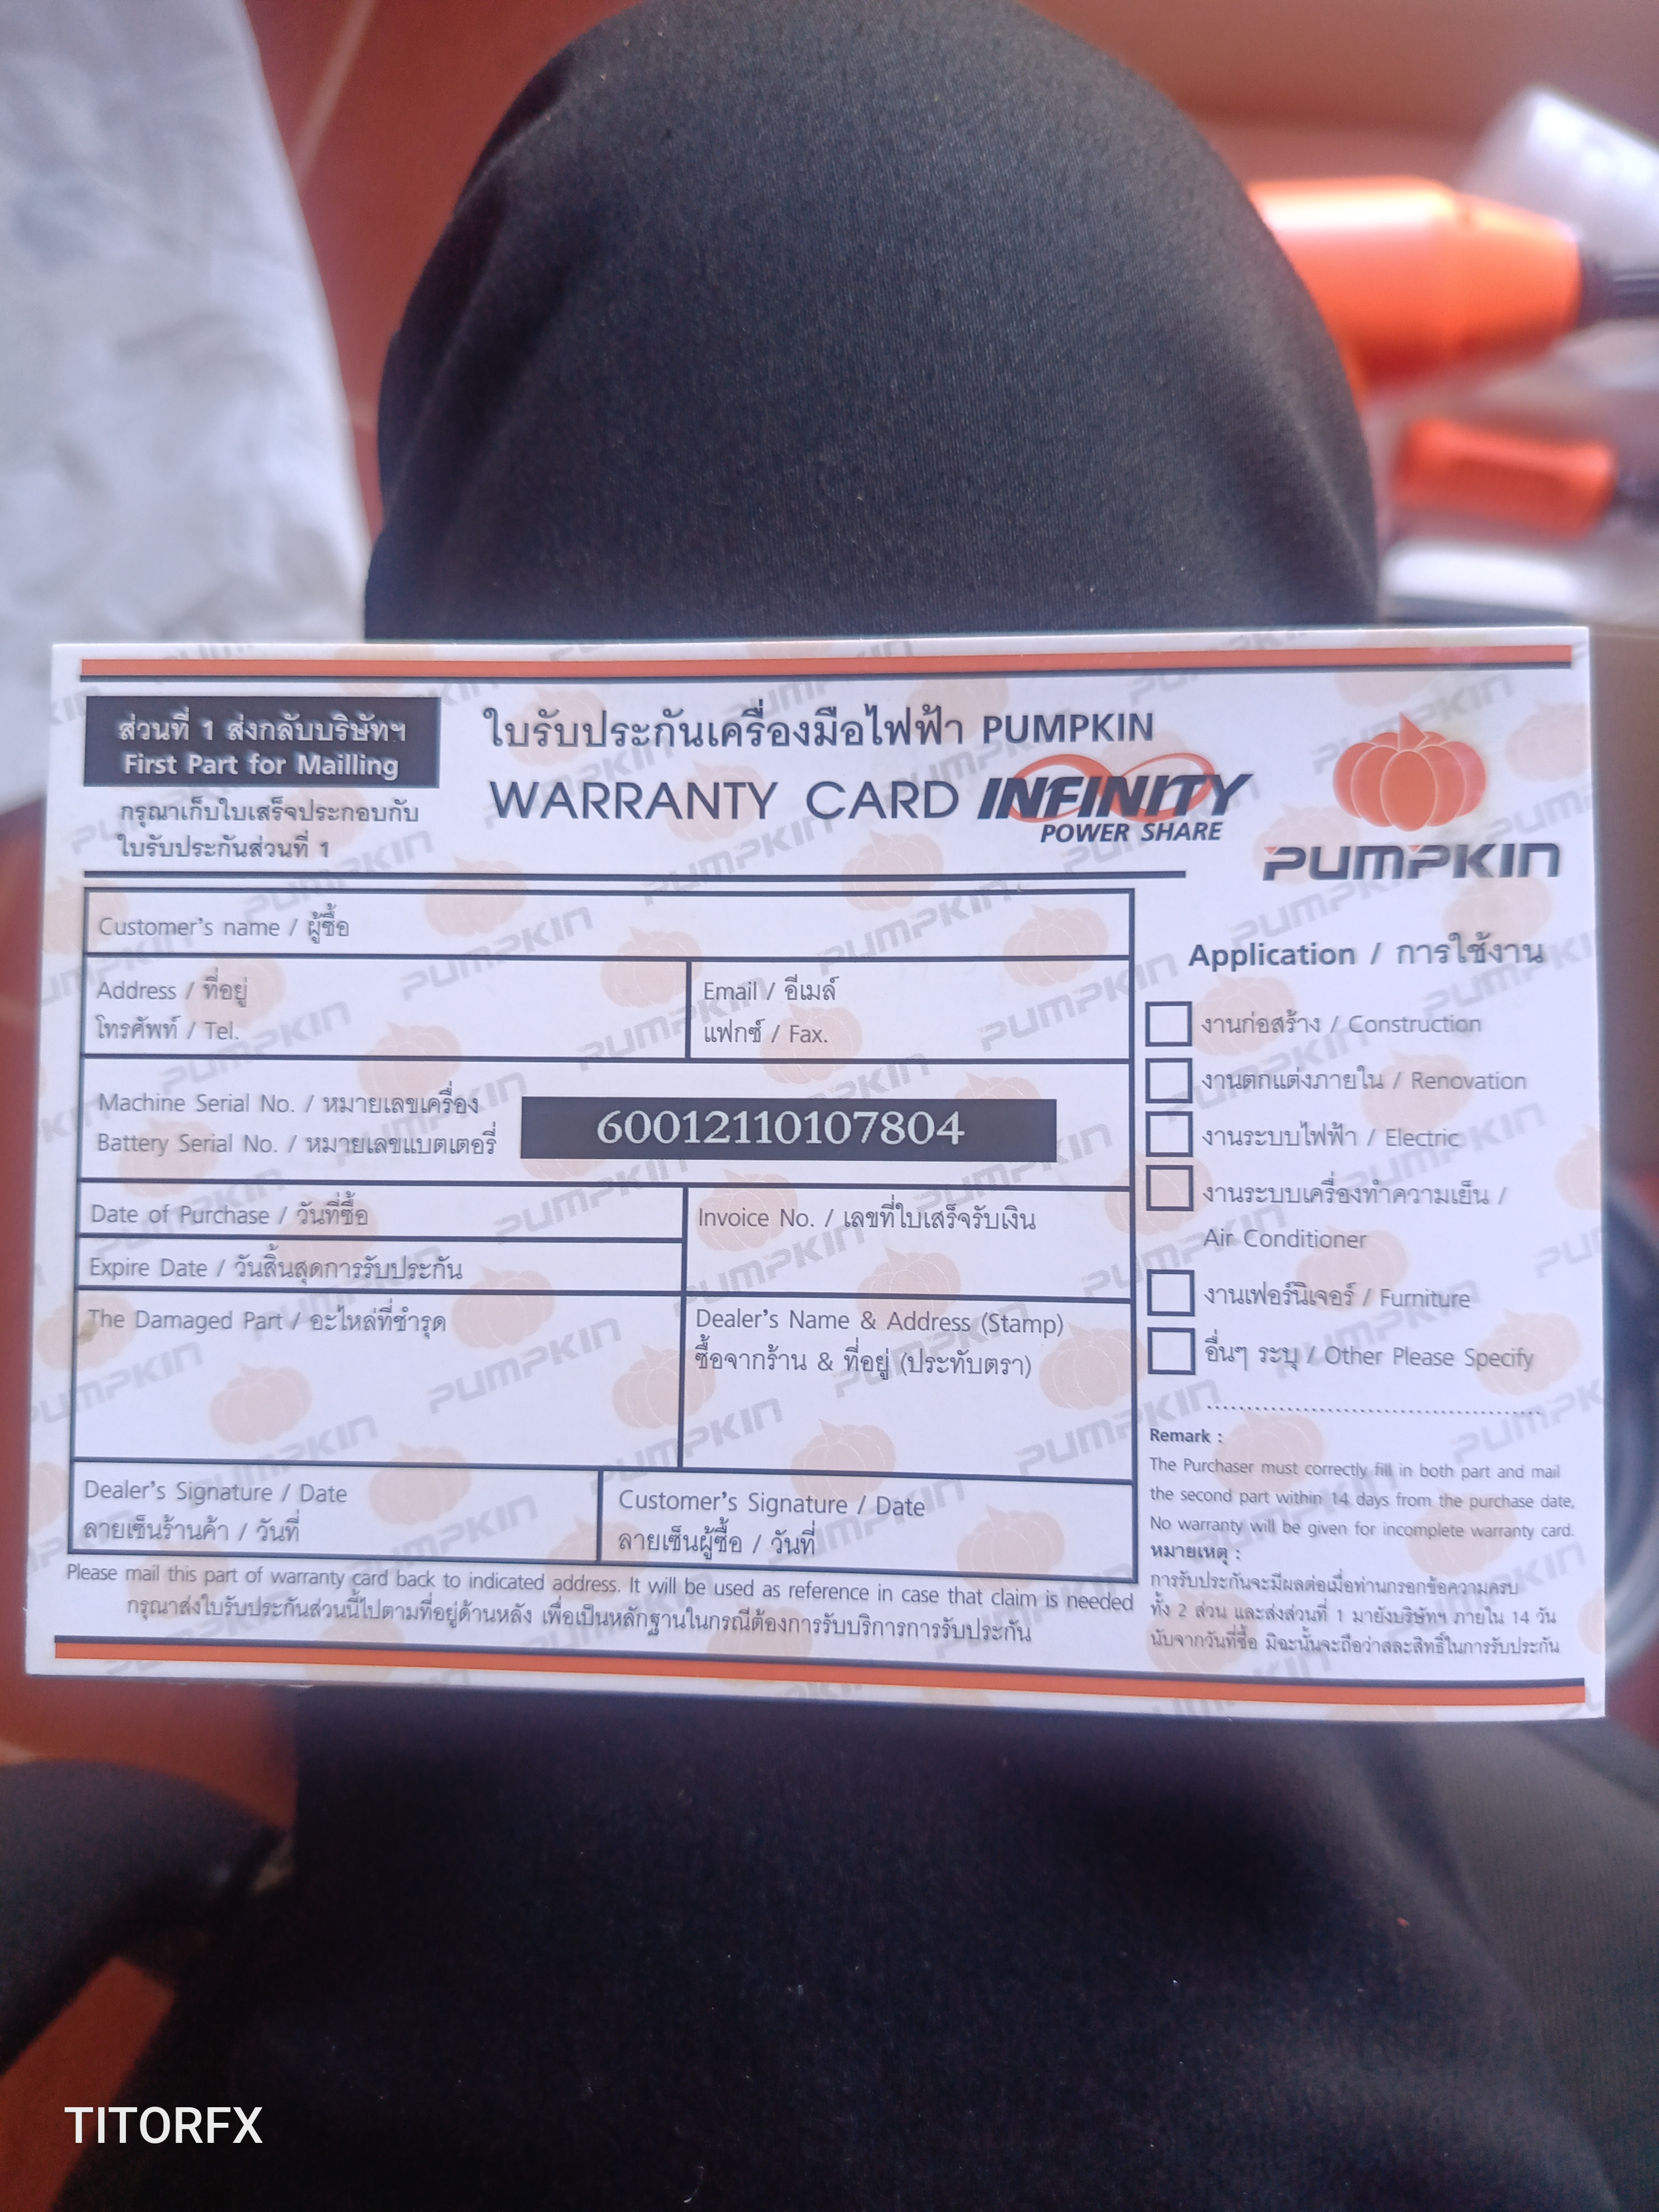 ส่วนที่ 1 ส่งกลับบริษัทฯ
First Part for Mailling
กรุณาเก็บใบเสร็จประกอบกับ
ใบรับประกันส่วนที่ 1
ใบรับประกันเครื่องมือไฟฟ้า PUMPKIN
WARRANTY CARD INFINITY
POWER SHARE
PUMPKIN
Customer's name / ผู้ซื้อ
Address / ที่อยู่
โทรศัพท์ / Tel.
Email / อีเมล์
แฟกซ์ / Fax.
Machine Serial No. / หมายเลขเครื่อง
Battery Serial No. / หมายเลขแบตเตอรี่
60012110107804
Date of Purchase / วันที่ซื้อ
Expire Date / วันสิ้นสุดการรับประกัน
Invoice No. / เลขที่ใบเสร็จรับเงิน
The Damaged Part / อะไหล่ที่ชำรุด
Dealer's Name & Address (Stamp)
ซื้อจากร้าน & ที่อยู่ (ประทับตรา)
Dealer's Signature / Date
ลายเซ็นร้านค้า / วันที่
Customer's Signature / Date
ลายเซ็นผู้ซื้อ / วันที่
Please mail this part of warranty card back to indicated address. It will be used as reference in case that claim is needed
กรุณาส่งใบรับประกันส่วนนี้ไปตามที่อยู่ด้านหลัง เพื่อเป็นหลักฐานในกรณีต้องการรับบริการการรับประกัน
Application / การใช้งาน
งานก่อสร้าง / Construction
งานตกแต่งภายใน / Renovation
งานระบบไฟฟ้า / Electric
งานระบบเครื่องทำความเย็น /
Air Conditioner
งานเฟอร์นิเจอร์ / Furniture
อื่นๆ ระบุ / Other Please Specify
Remark :
The Purchaser must correctly fill in both part and mail
the second part within 14 days from the purchase date,
No warranty will be given for incomplete warranty card.
หมายเหตุ :
การรับประกันจะมีผลต่อเมื่อท่านกรอกข้อความครบ
ทั้ง 2 ส่วน และส่งส่วนที่ 1 มายังบริษัทฯ ภายใน 14 วัน
นับจากวันที่ซื้อ มิฉะนั้นจะถือว่าสละสิทธิ์ในการรับประกัน
TITORFX